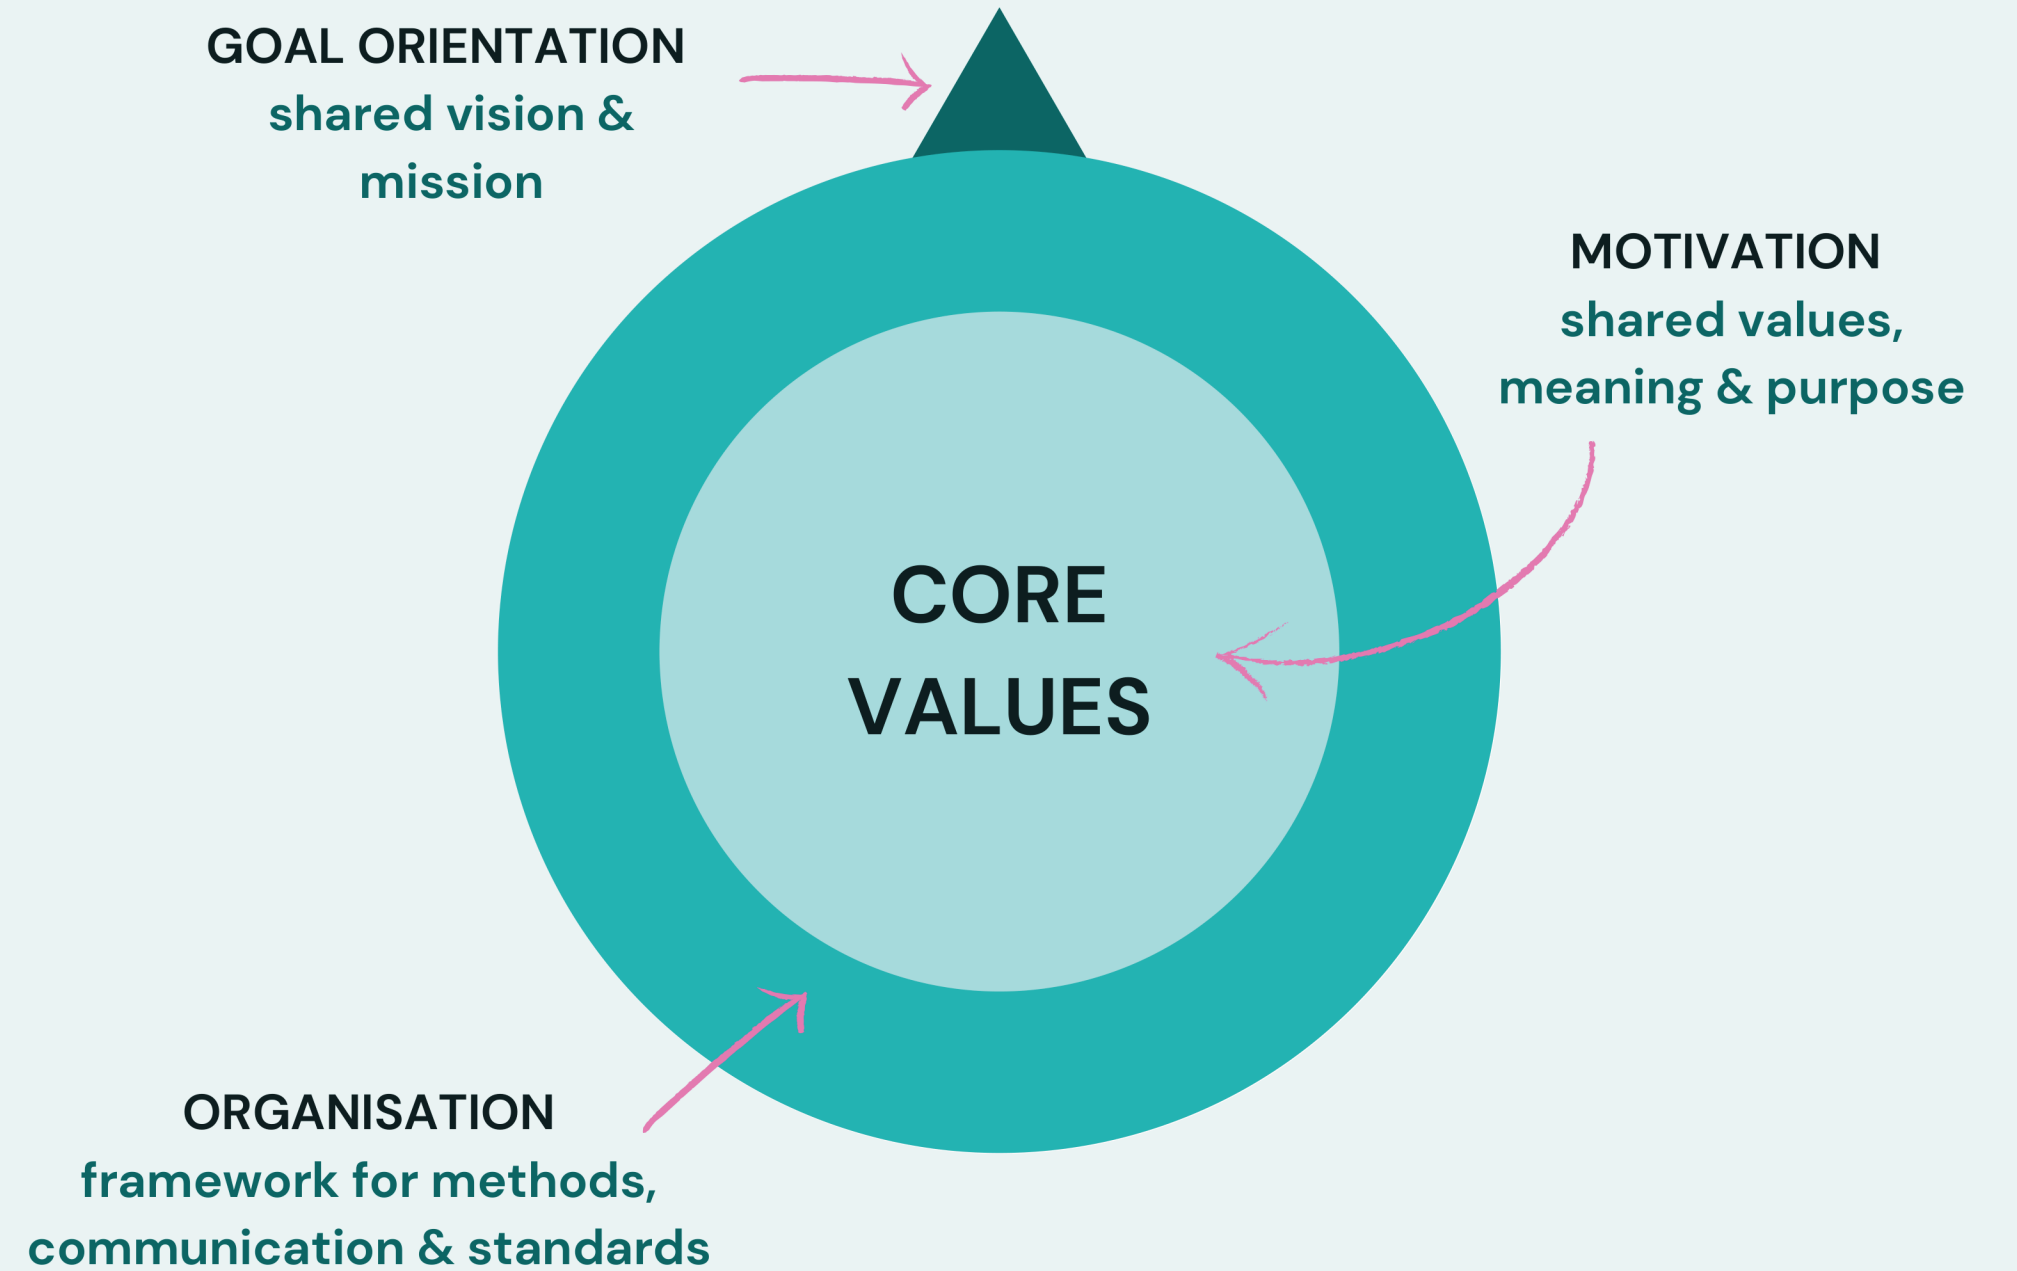 GOAL ORIENTATION
shared vision &
mission
MOTIVATION
shared values,
meaning & purpose
CORE
VALUES
ORGANISATION
framework for methods,
communication & standards